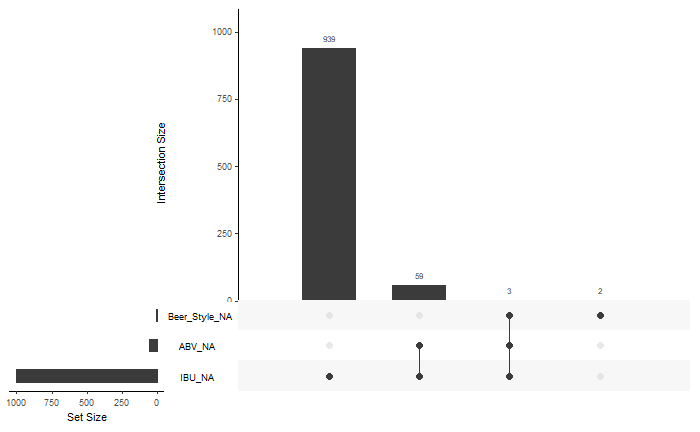 1000
939
750
Intersection Size
500
250
59
3
2
0
Beer_Style_NA
ABV_NA
IBU_NA
1000 750 500 250 0
Set Size